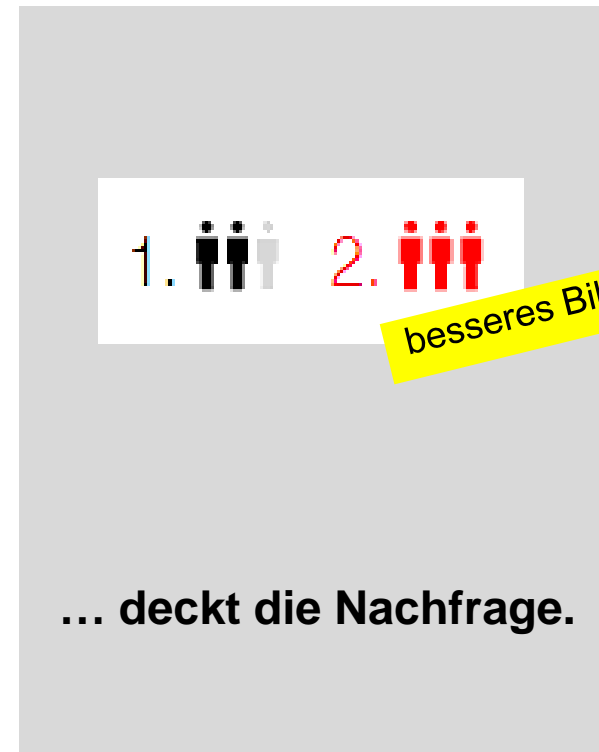 1. 2.
besseres
… deckt die Nachfrage.